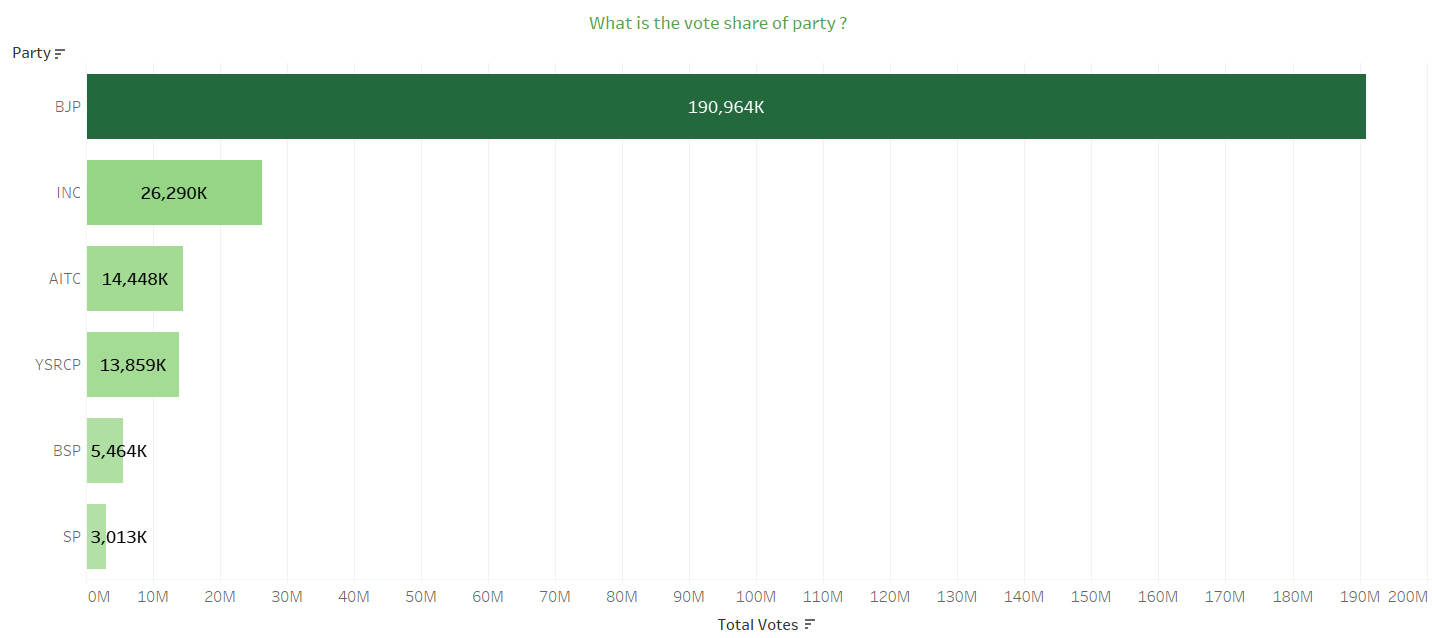 What is the vote share of party ?
Party
BJP 190,964K
INC 26,290K
AITC 14,448K
YSRCP 13,859K
BSP 5,464K
SP 3,013K
0M 10M 20M 30M 40M 50M 60M 70M 80M 90M 100M 110M 120M 130M 140M 150M 160M 170M 180M 190M 200M
Total Votes